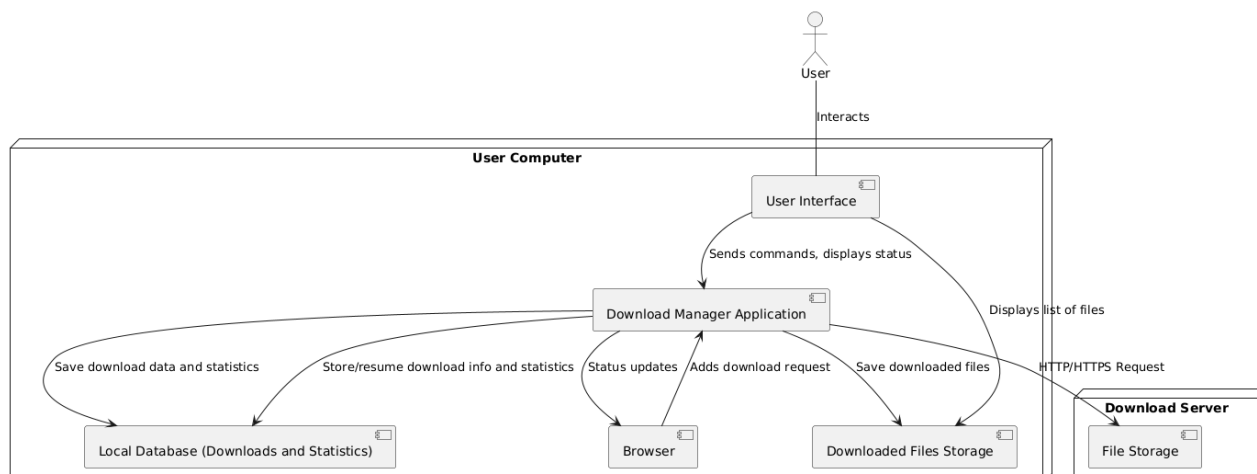 User
Interacts
User Computer
User Interface
Sends commands, displays status
Displays list of files
Download Manager Application
Save download data and statistics
Store/resume download info and statistics
Status updates
Adds download request
Save downloaded files
HTTP/HTTPS Request
Download Server
Local Database (Downloads and Statistics)
Browser
Downloaded Files Storage
File Storage